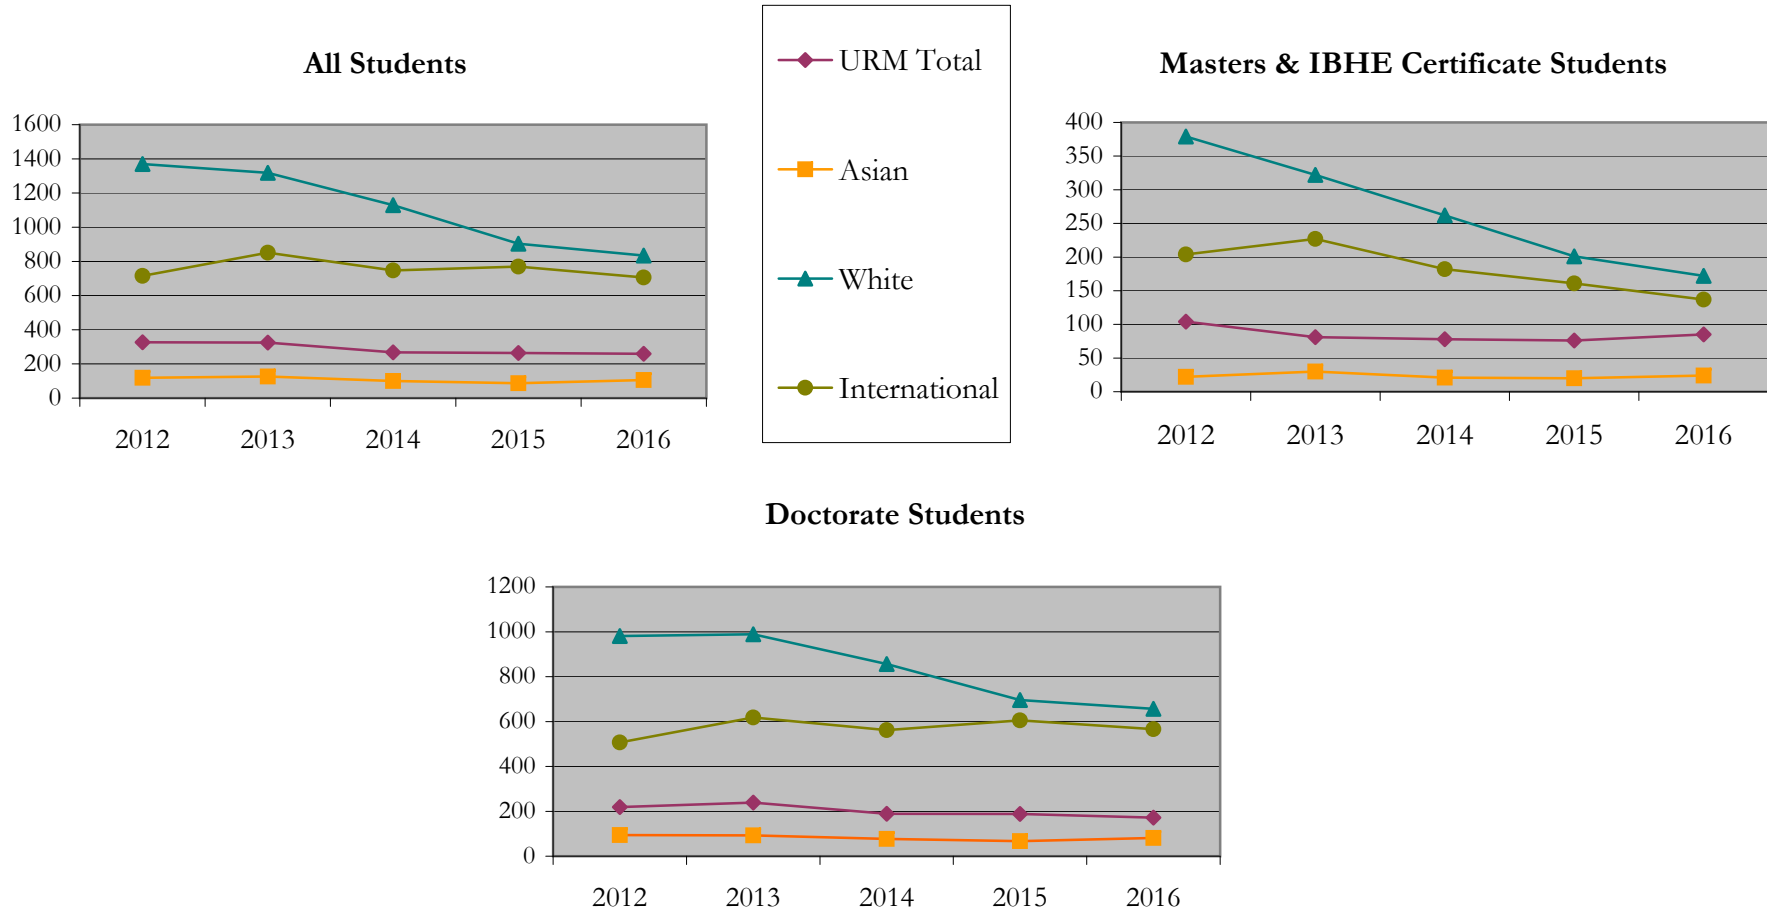 All Students
1600
1400
1200
1000
800
600
400
200
0
2012 2013 2014 2015 2016
URM Total
Asian
White
International
Masters & IBHE Certificate Students
400
350
300
250
200
150
100
50
0
2012 2013 2014 2015 2016
Doctorate Students
1200
1000
800
600
400
200
0
2012 2013 2014 2015 2016